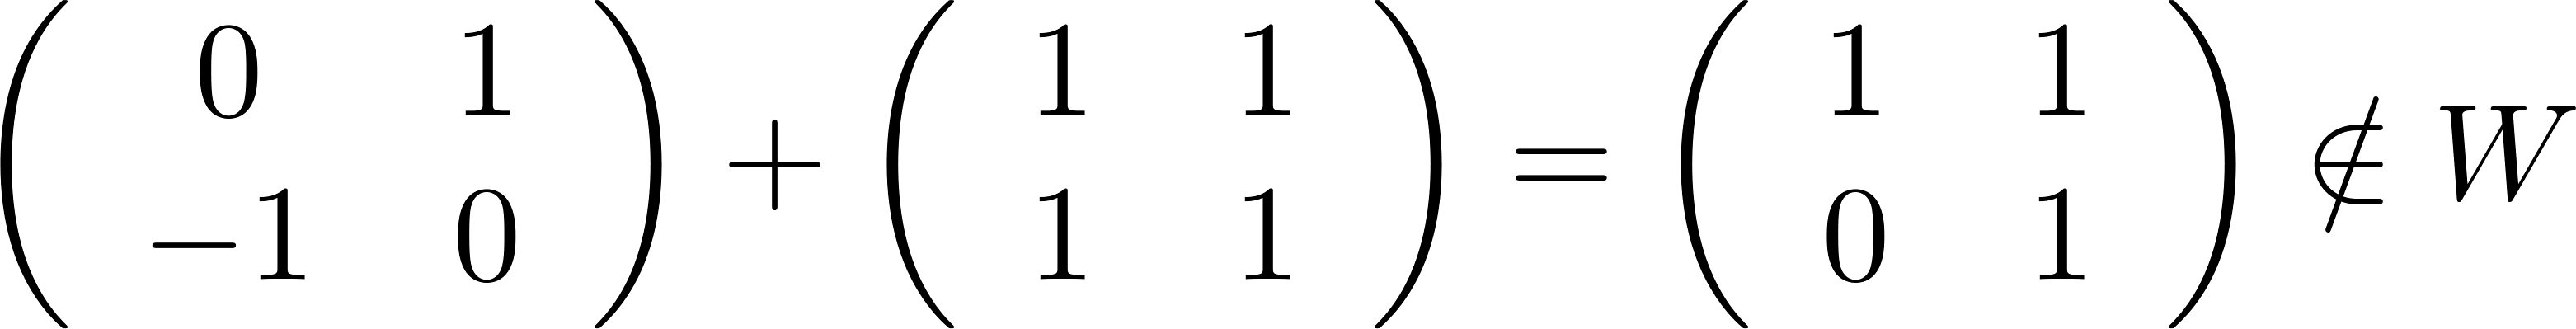 ( 0 1 ) + ( 1 1 ) = ( 1 1 ) ∉ W
( −1 0 ) ( 1 1 ) ( 0 1 )